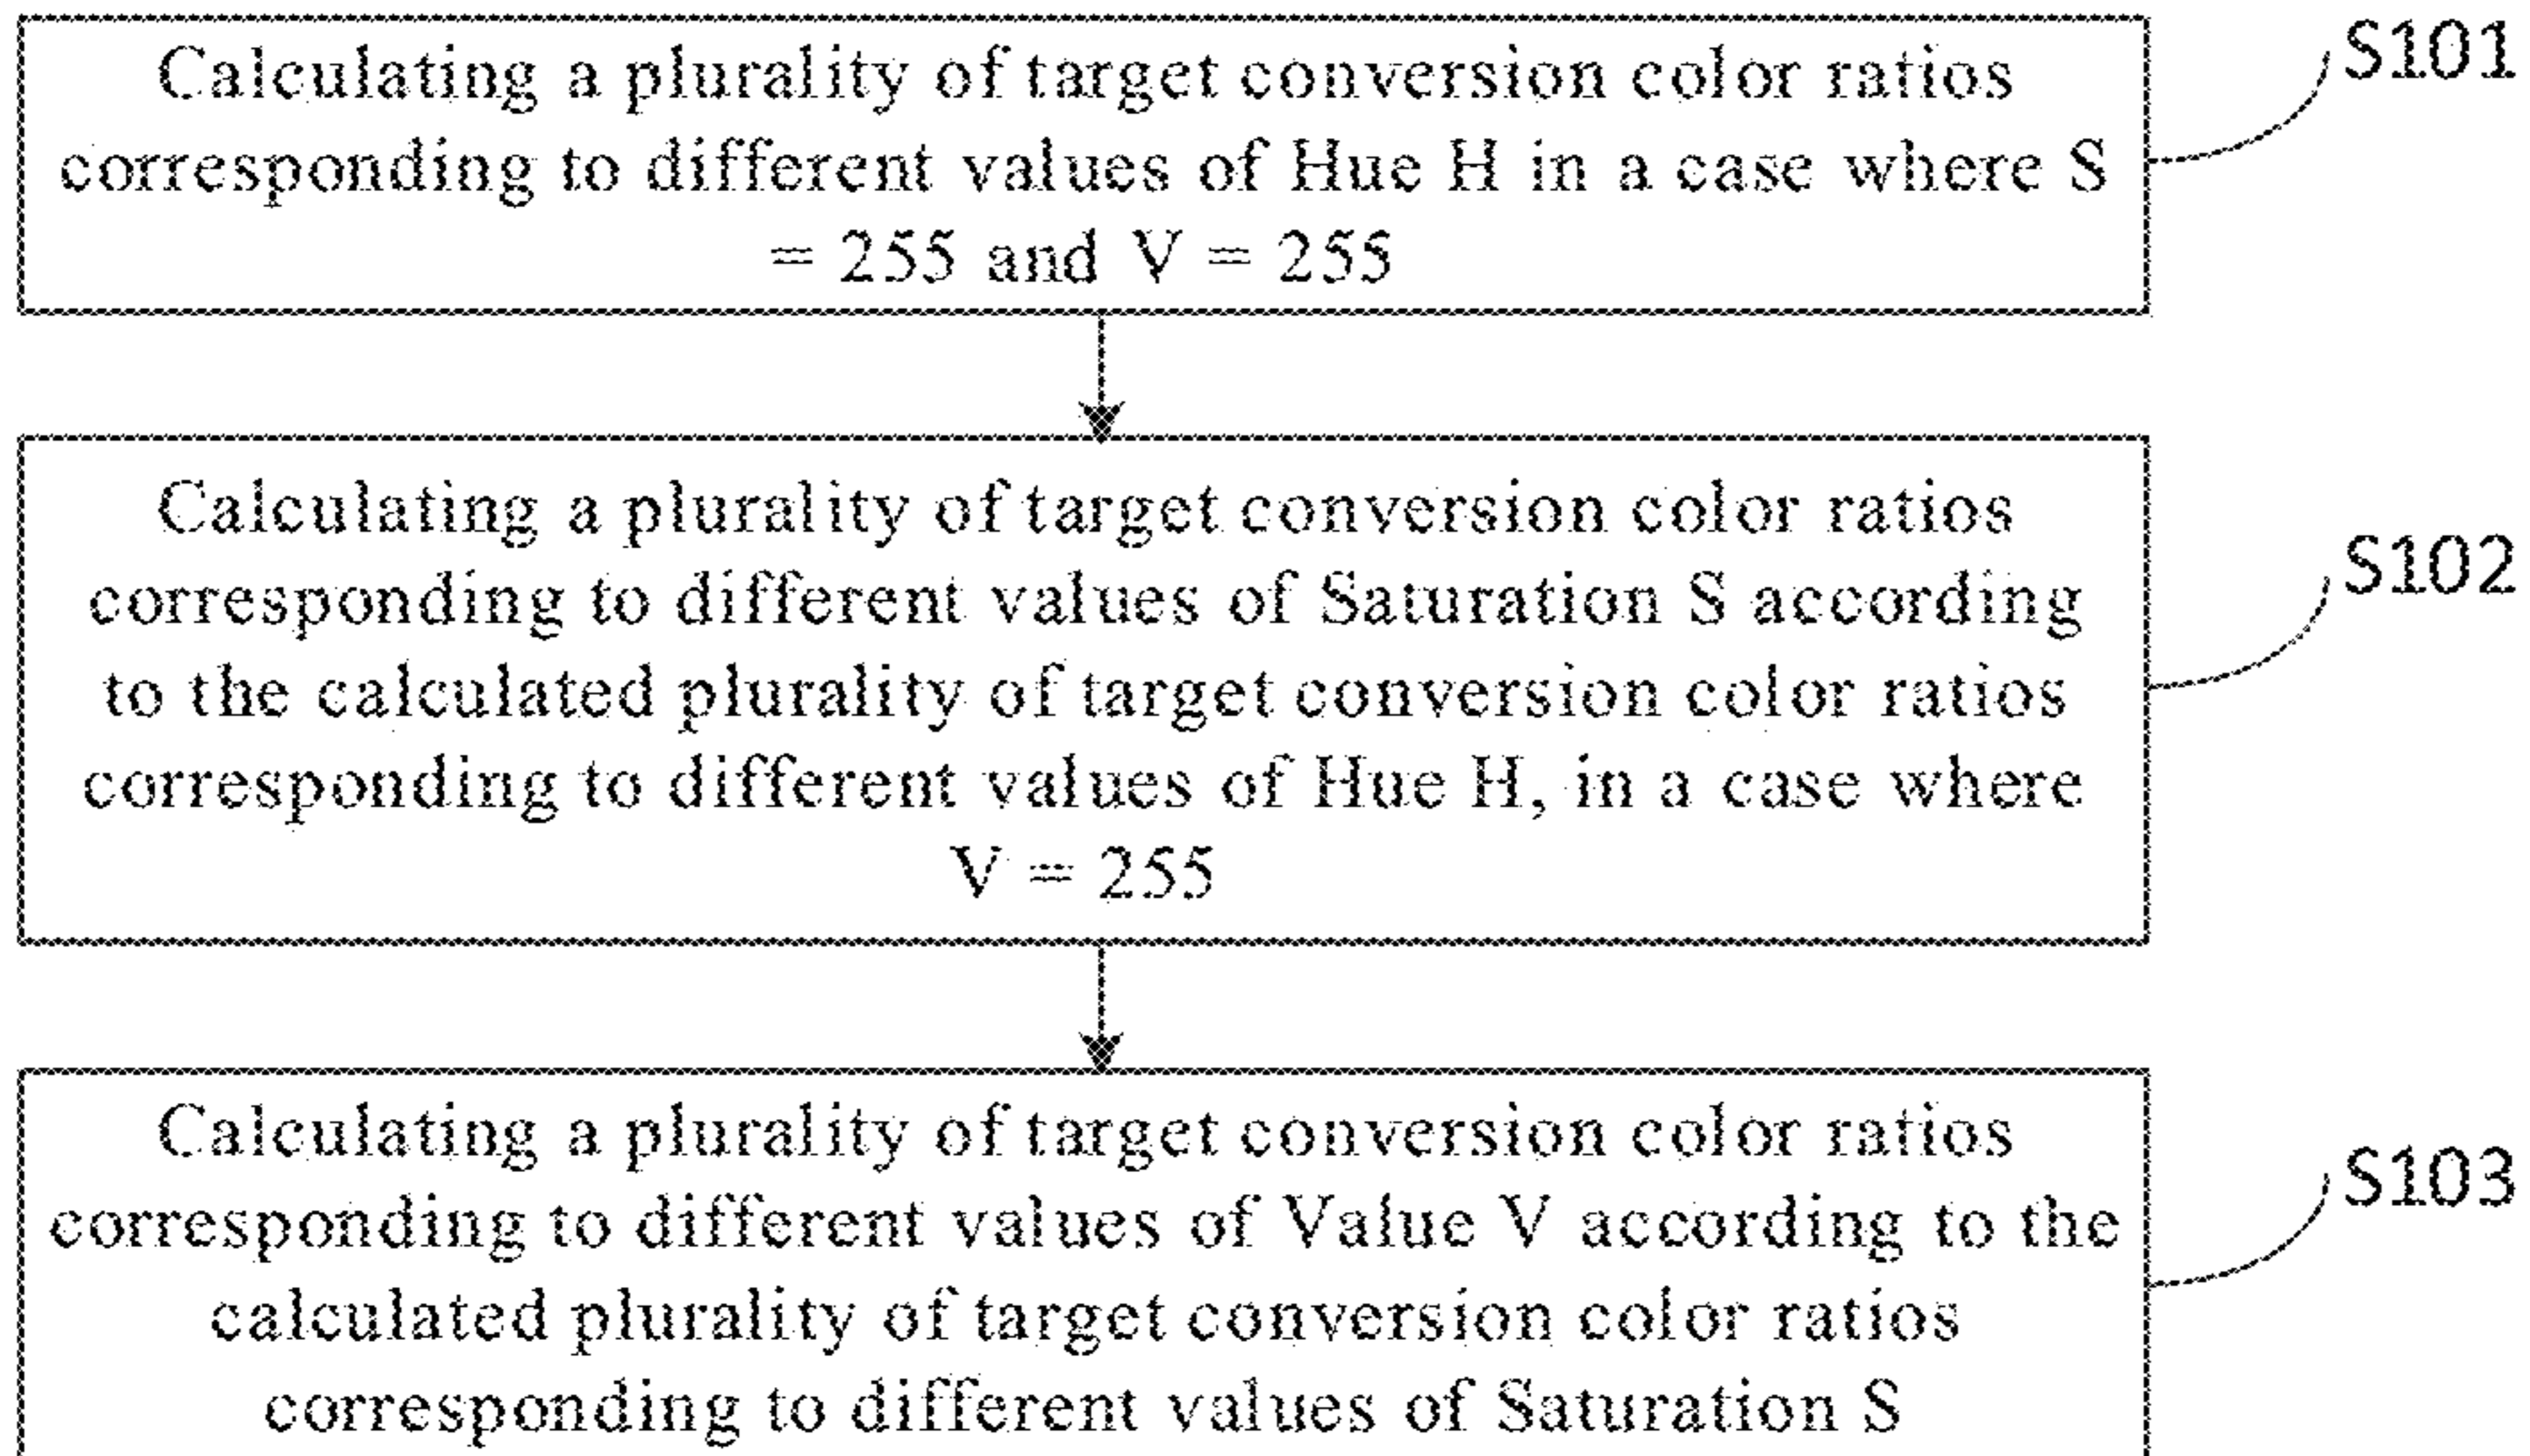 Calculating a plurality of target conversion color ratios
corresponding to different values of Hue H in a case where S
= 255 and V = 255
S101
Calculating a plurality of target conversion color ratios
corresponding to different values of Saturation S according
to the calculated plurality of target conversion color ratios
corresponding to different values of Hue H, in a case where
V = 255
S102
Calculating a plurality of target conversion color ratios
corresponding to different values of Value V according to the
calculated plurality of target conversion color ratios
corresponding to different values of Saturation S
S103